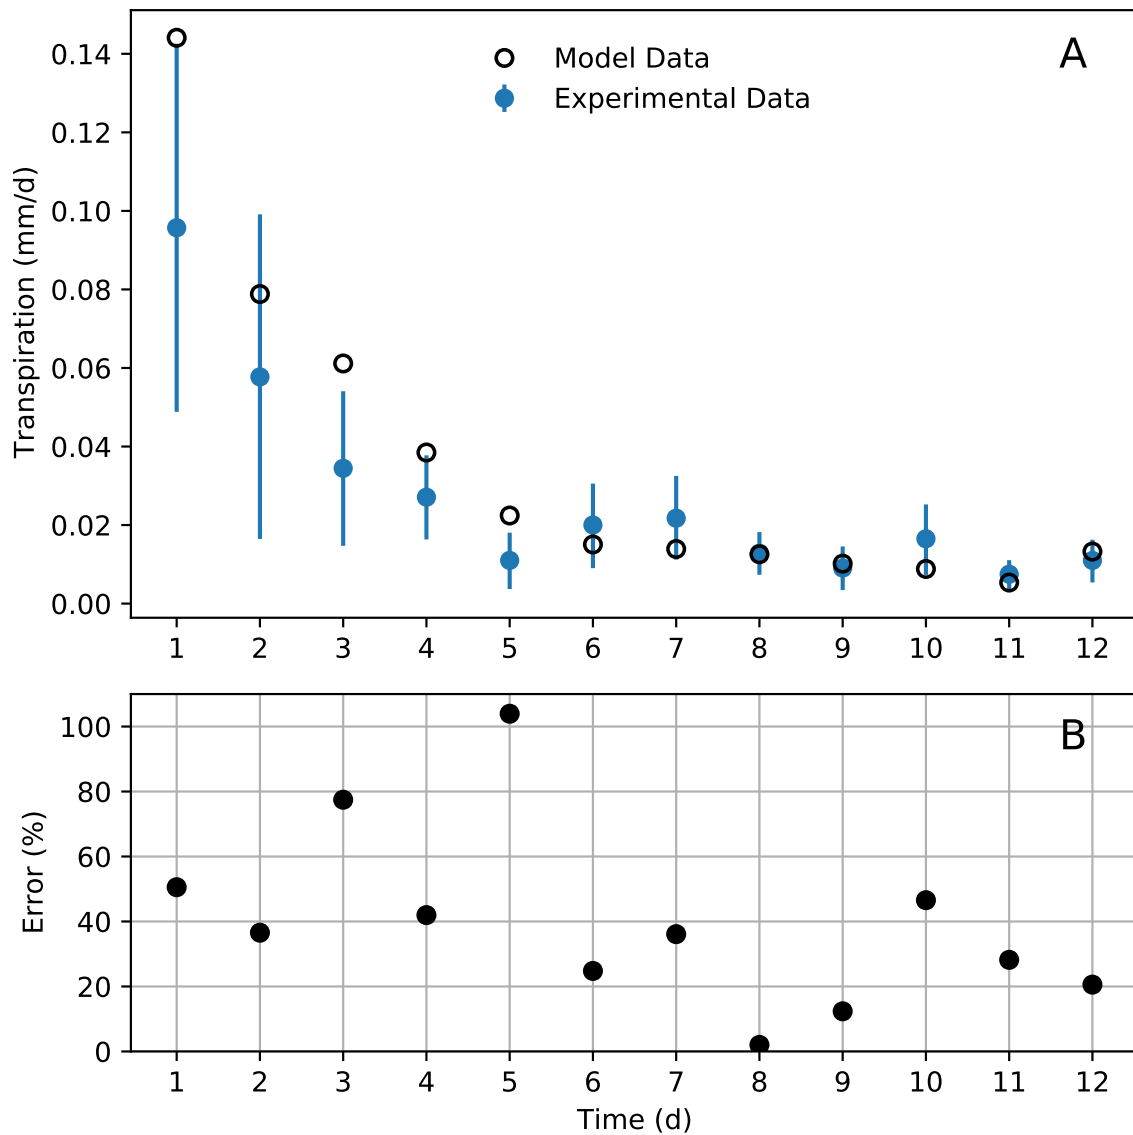 A
Model Data
Experimental Data
Transpiration (mm/d)
0.14
0.12
0.10
0.08
0.06
0.04
0.02
0.00
1 2 3 4 5 6 7 8 9 10 11 12
B
Error (%)
100
80
60
40
20
0
1 2 3 4 5 6 7 8 9 10 11 12
Time (d)